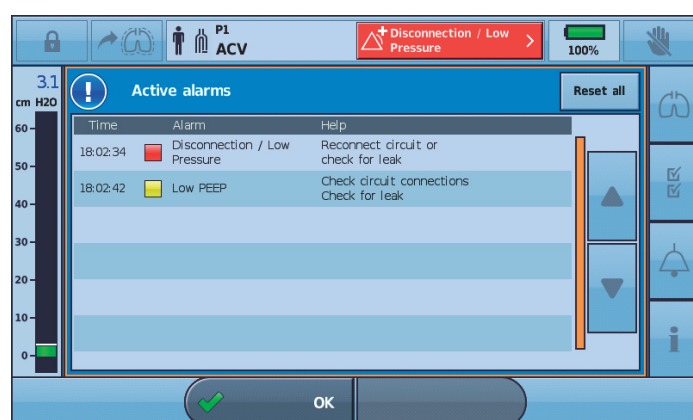 P1
ACV
Disconnection / Low
Pressure
100%
3.1
cm H2O
Active alarms
Reset all
Time Alarm Help
18:02:34 Disconnection / Low Pressure Reconnect circuit or check for leak
18:02:42 Low PEEP Check circuit connections Check for leak
60
50
40
30
20
10
0
OK